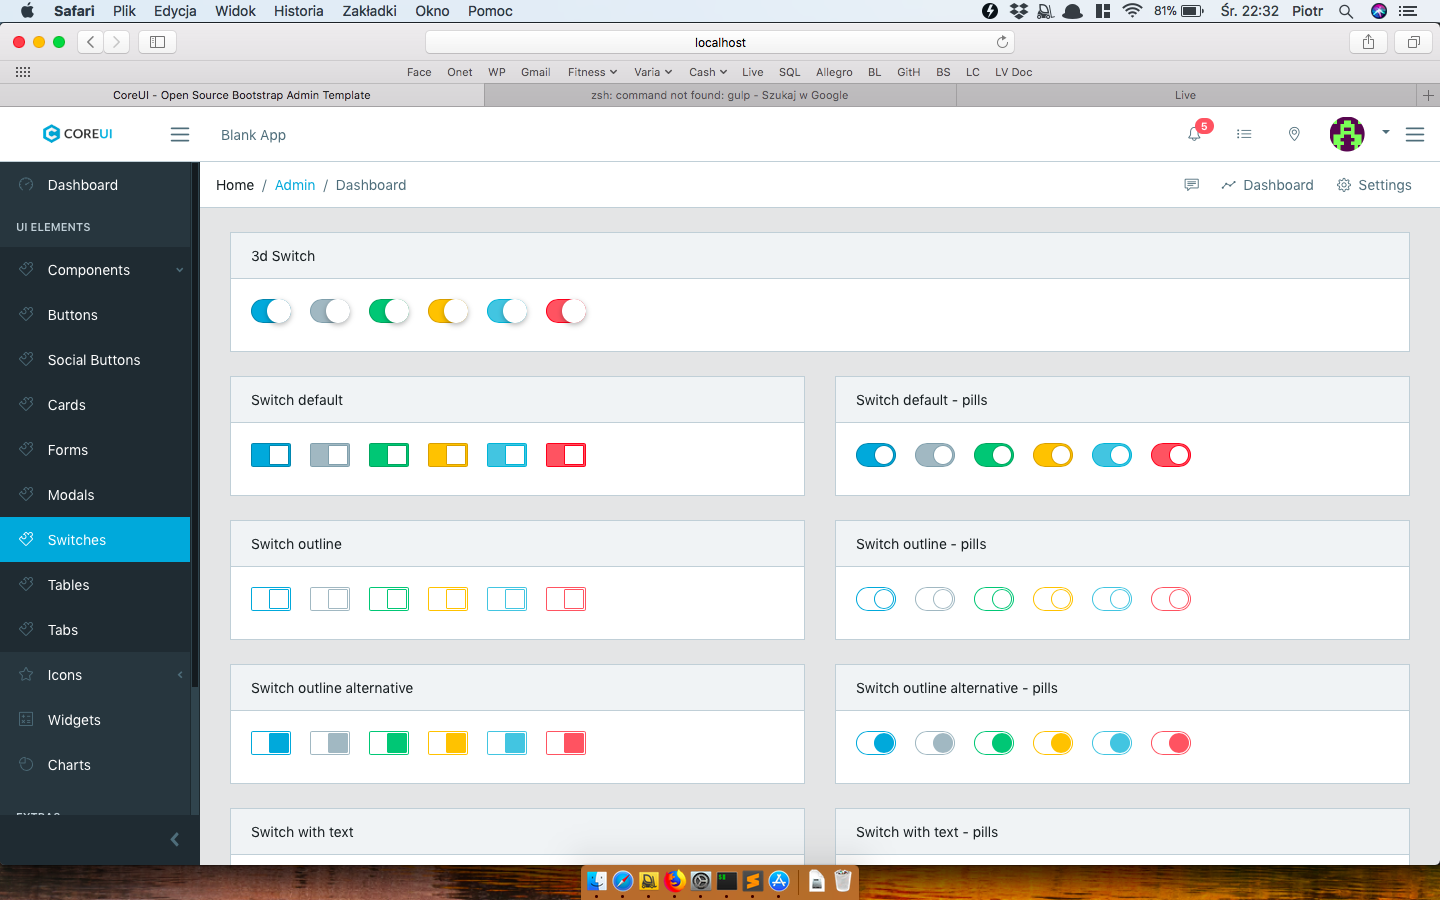 Safari Plik Edycja Widok Historia Zakładki Okno Pomoc 81% Śr. 22:32 Piotr
localhost
Face Onet WP Gmail Fitness Varia Cash Live SQL Allegro BL GitH BS LC LV Doc
CoreUI - Open Source Bootstrap Admin Template zsh: command not found: gulp - Szukaj w Google Live
COREUI Blank App 5
Dashboard
Home / Admin / Dashboard Dashboard Settings
UI ELEMENTS
Components
Buttons
Social Buttons
Cards
Forms
Modals
Switches
Tables
Tabs
Icons
Widgets
Charts
EXTRAS
3d Switch
Switch default
Switch default - pills
Switch outline
Switch outline - pills
Switch outline alternative
Switch outline alternative - pills
Switch with text
Switch with text - pills